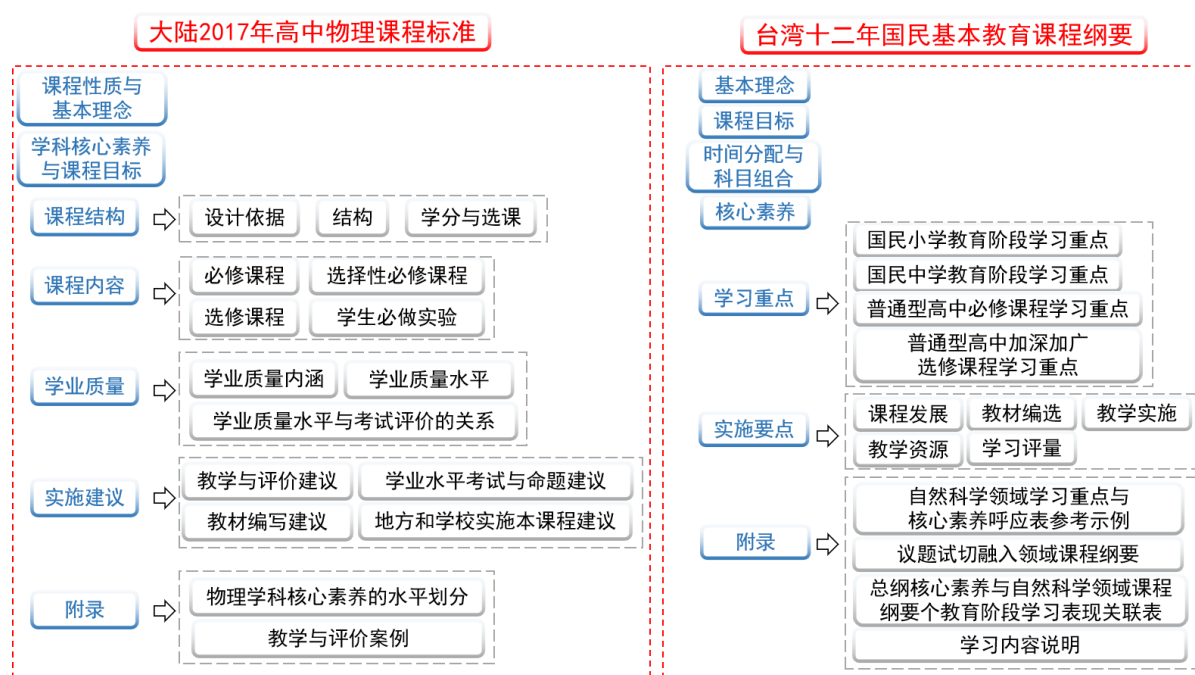 大陆2017年高中物理课程标准
课程性质与
基本理念
学科核心素养
与课程目标
课程结构
设计依据
结构
学分与选课
课程内容
必修课程
选择性必修课程
选修课程
学生必做实验
学业质量
学业质量内涵
学业质量水平
学业质量水平与考试评价的关系
实施建议
教学与评价建议
学业水平考试与命题建议
教材编写建议
地方和学校实施本课程建议
附录
物理学科核心素养的水平划分
教学与评价案例
台湾十二年国民基本教育课程纲要
基本理念
课程目标
时间分配与
科目组合
核心素养
学习重点
国民小学教育阶段学习重点
国民中学教育阶段学习重点
普通型高中必修课程学习重点
普通型高中加深加广
选修课程学习重点
实施要点
课程发展
教材编选
教学实施
教学资源
学习评量
附录
自然科学领域学习重点与
核心素养呼应表参考示例
议题试切融入领域课程纲要
总纲核心素养与自然科学领域课程
纲要个教育阶段学习表现关联表
学习内容说明